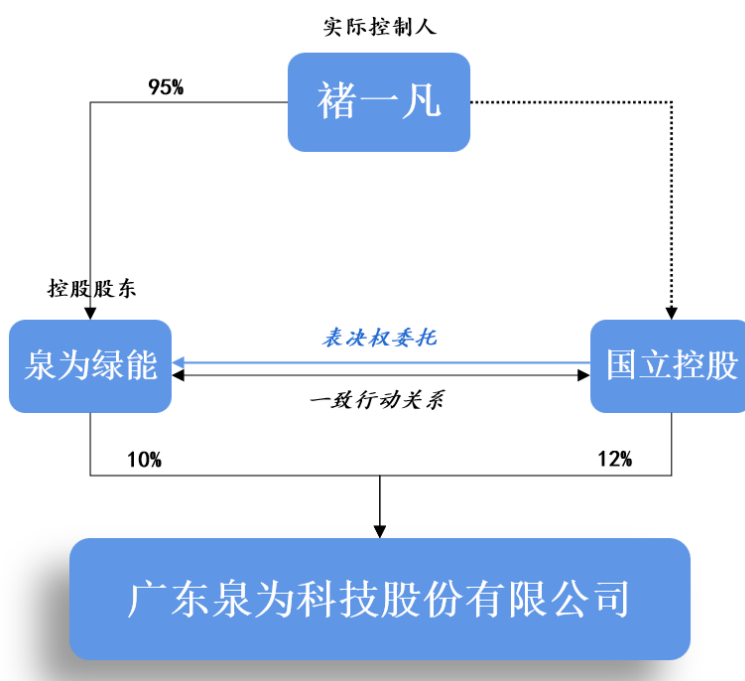 实际控制人
褚一凡
95%
控股股东
泉为绿能
表决权委托
一致行动关系
国立控股
10%
12%
广东泉为科技股份有限公司